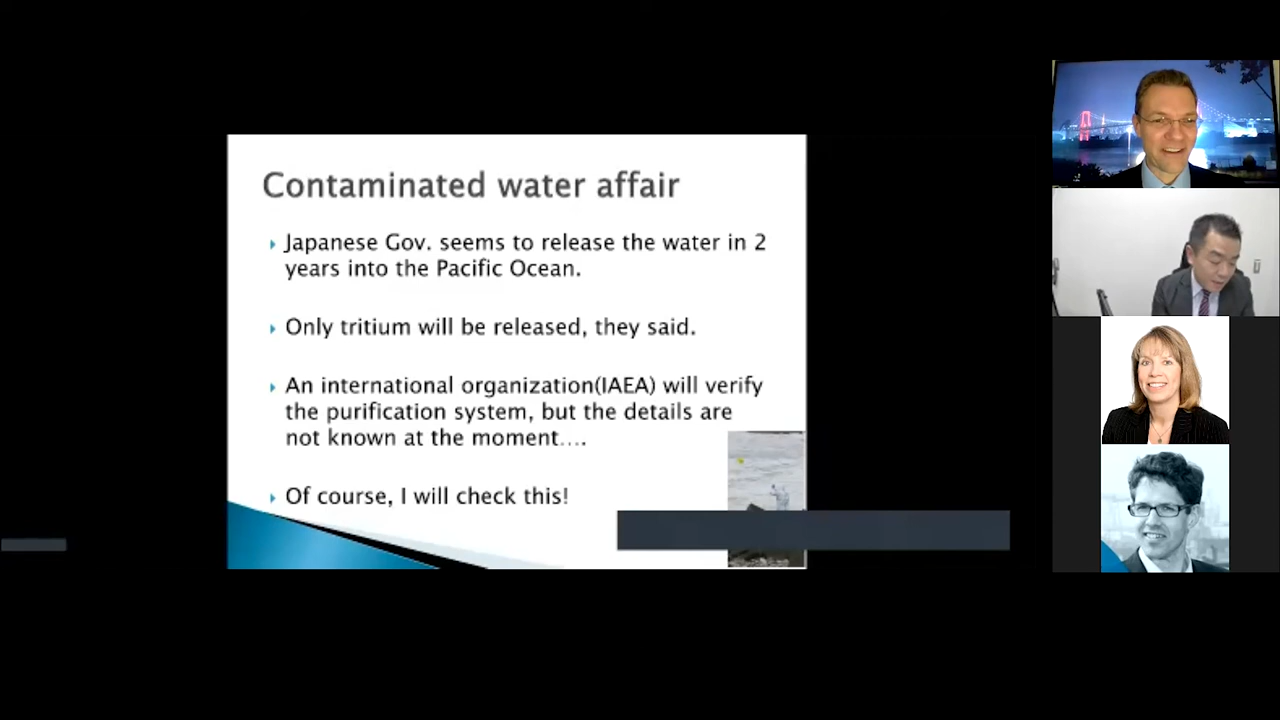 Contaminated water affair
Japanese Gov. seems to release the water in 2
years into the Pacific Ocean.
Only tritium will be released, they said.
An international organization(IAEA) will verify
the purification system, but the details are
not known at the moment....
Of course, I will check this!